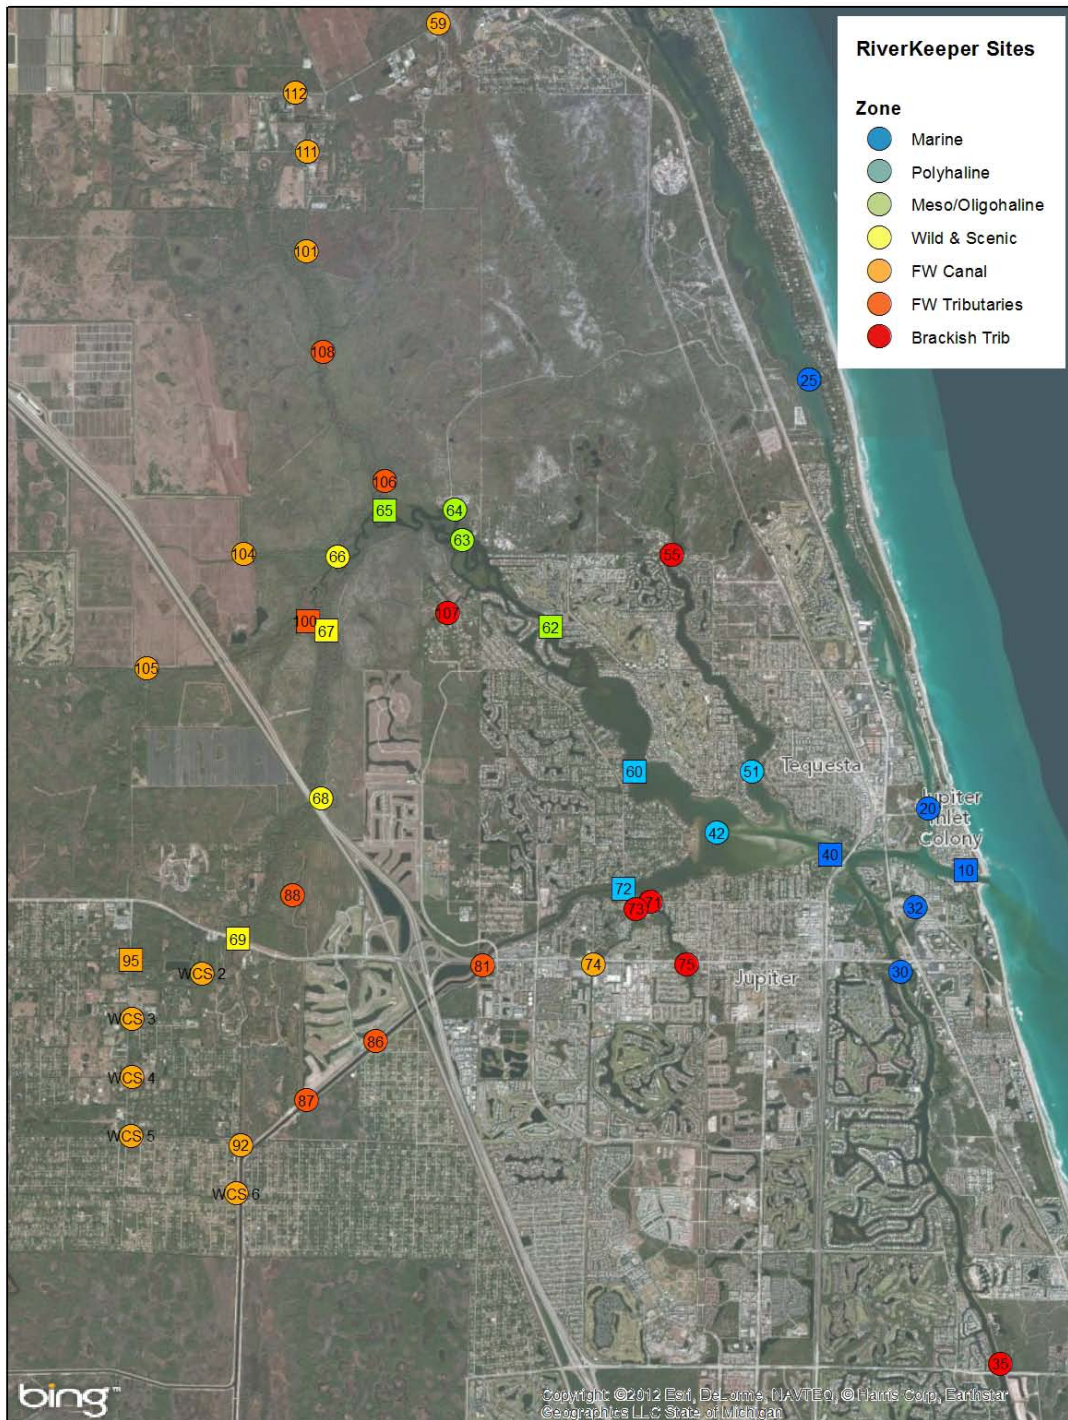 RiverKeeper Sites
Zone
Marine
Polyhaline
Meso/Oligohaline
Wild & Scenic
FW Canal
FW Tributaries
Brackish Trib
59
112
111
101
108
25
106
65
64
63
104
66
55
100
67
107
62
105
60
51
Tequesta
68
20
Jupiter
Inlet
Colony
42
40
10
72
88
71
73
32
69
95
WCS 2
81
74
75
Jupiter
30
WCS 3
86
WCS 4
87
WCS 5
92
WCS 6
35
bing™
Copyright: ©2012 Esri, DeLorme, NAVTEQ, © Harris Corp, Earthstar
Geographics LLC State of Michigan